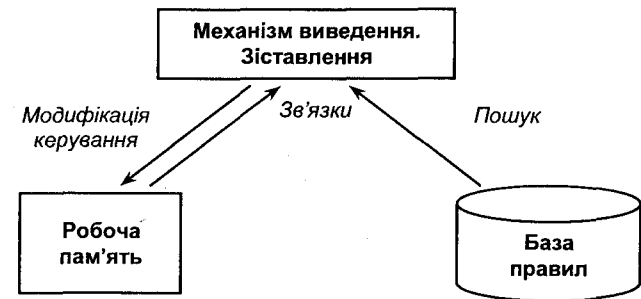 Механізм виведення.
Зіставлення
Модифікація
керування
Зв'язки
Пошук
Робоча
пам'ять
База
правил